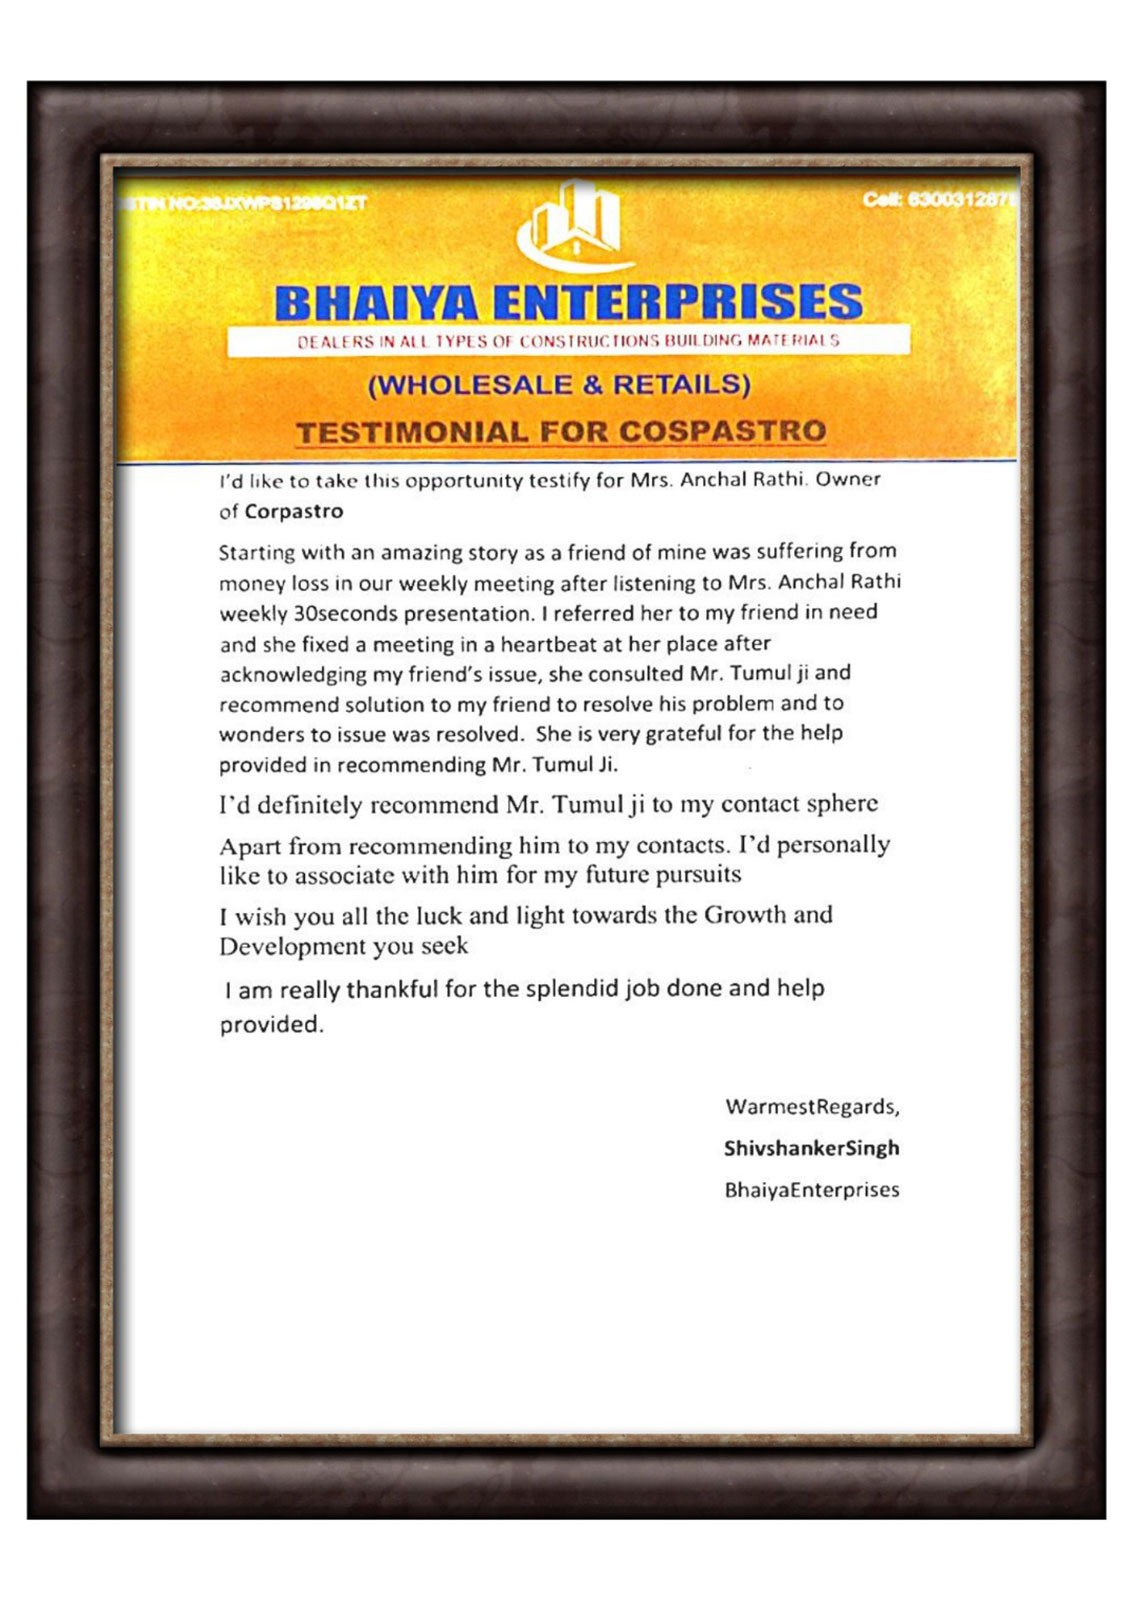 Cell:
BHAIYA ENTERPRISES
DEALERS IN ALL TYPES OF CONSTRUCTIONS BUILDING MATERIALS
(WHOLESALE & RETAILS)
TESTIMONIAL FOR COSPASTRO
I'd like to take this opportunity testify for Mrs. Anchal Rathi. Owner
of Corpastro
Starting with an amazing story as a friend of mine was suffering from
money loss in our weekly meeting after listening to Mrs. Anchal Rathi
weekly 30seconds presentation. I referred her to my friend in need
and she fixed a meeting in a heartbeat at her place after
acknowledging my friend's issue, she consulted Mr. Tumul ji and
recommend solution to my friend to resolve his problem and to
wonders to issue was resolved.  She is very grateful for the help
provided in recommending Mr. Tumul Ji.
I'd definitely recommend Mr. Tumul ji to my contact sphere
Apart from recommending him to my contacts. I'd personally
like to associate with him for my future pursuits
I wish you all the luck and light towards the Growth and
Development you seek
I am really thankful for the splendid job done and help
provided.
WarmestRegards,
ShivshankerSingh
BhaiyaEnterprises